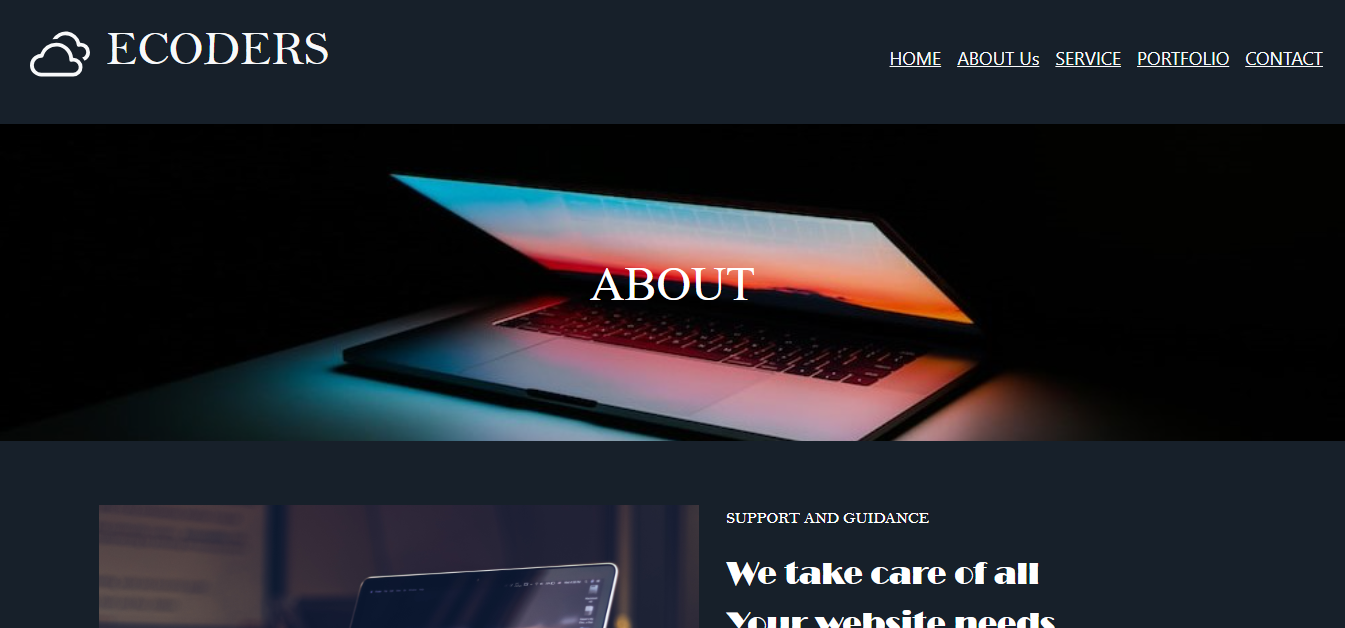 ECODERS
HOME ABOUT Us SERVICE PORTFOLIO CONTACT
ABOUT
SUPPORT AND GUIDANCE
We take care of all
Your website needs